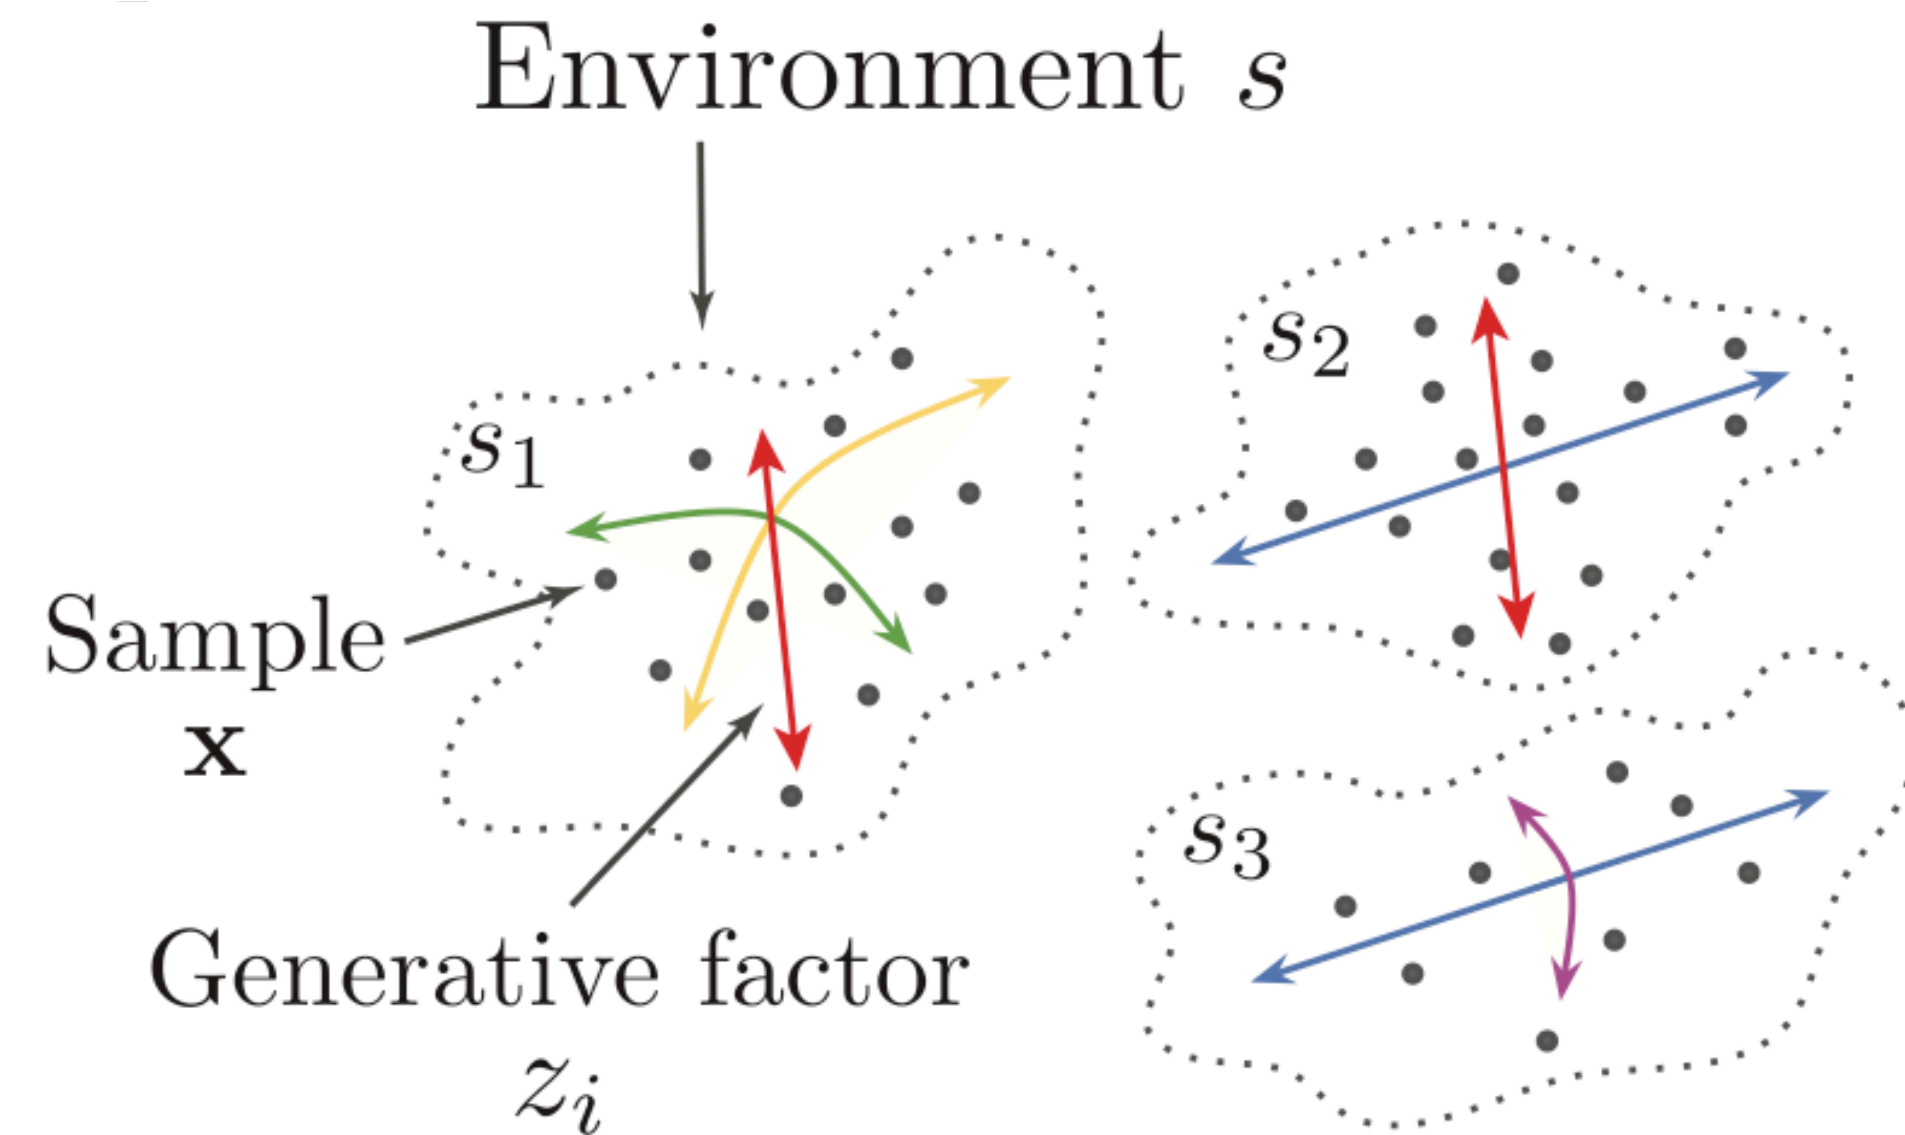 Environment s
s₁
s₂
Sample
x
s₃
Generative factor
zᵢ